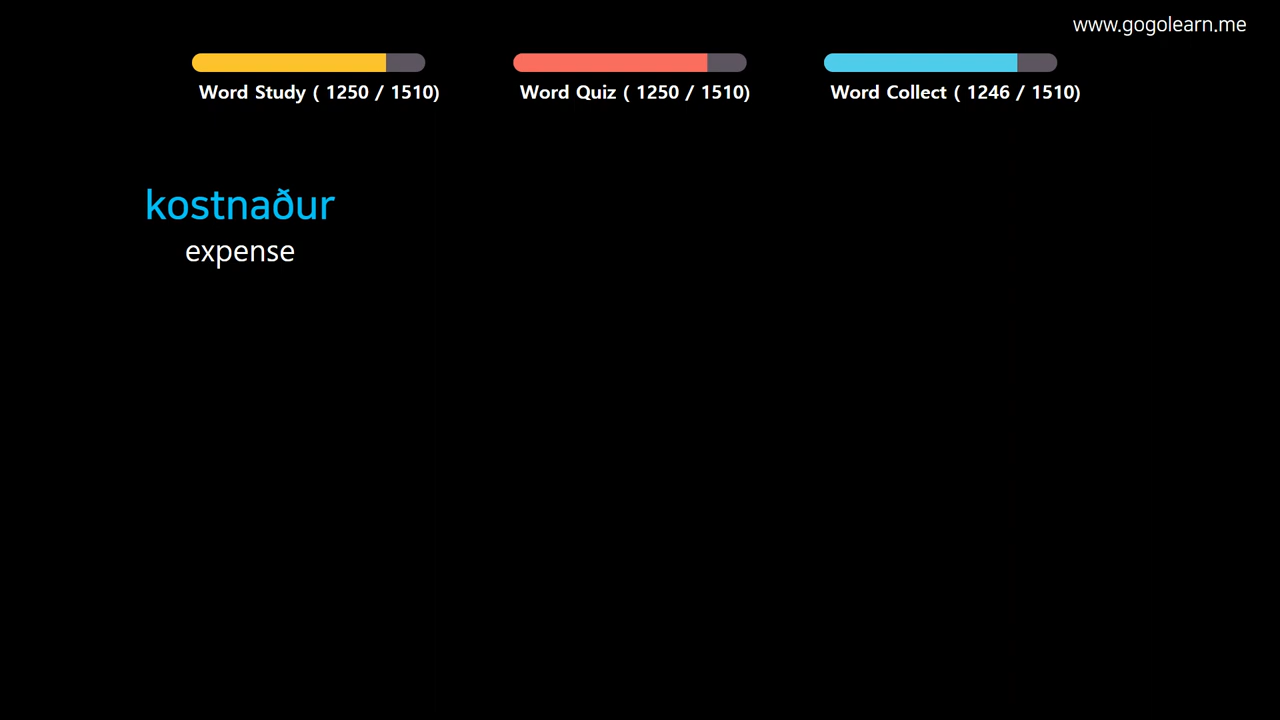 www.gogolearn.me
Word Study ( 1250 / 1510)
Word Quiz ( 1250 / 1510)
Word Collect ( 1246 / 1510)
kostnaður
expense